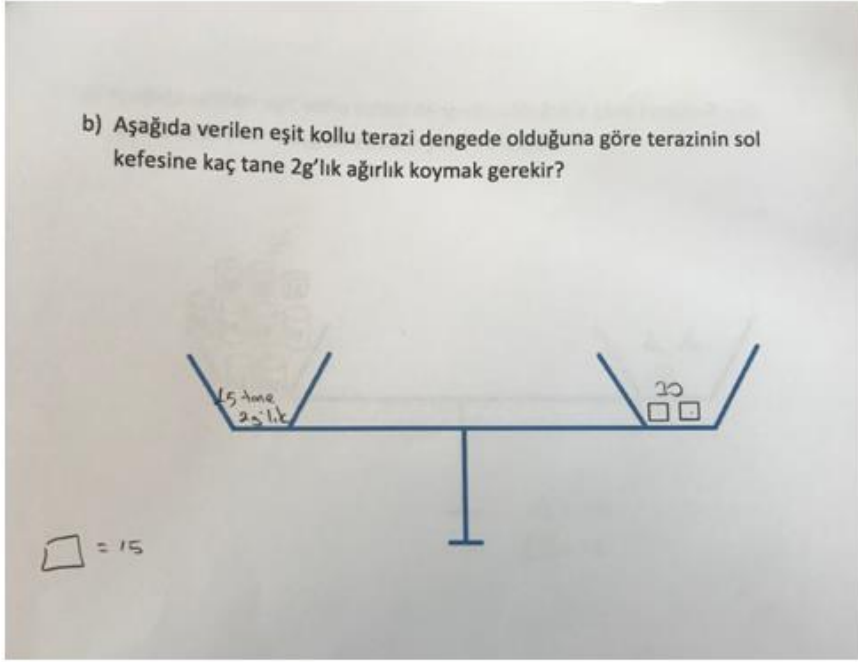 b) Aşağıda verilen eşit kollu terazi dengede olduğuna göre terazinin sol
kefesine kaç tane 2g'lık ağırlık koymak gerekir?
15 tane
2g'lık
30
□ = 15